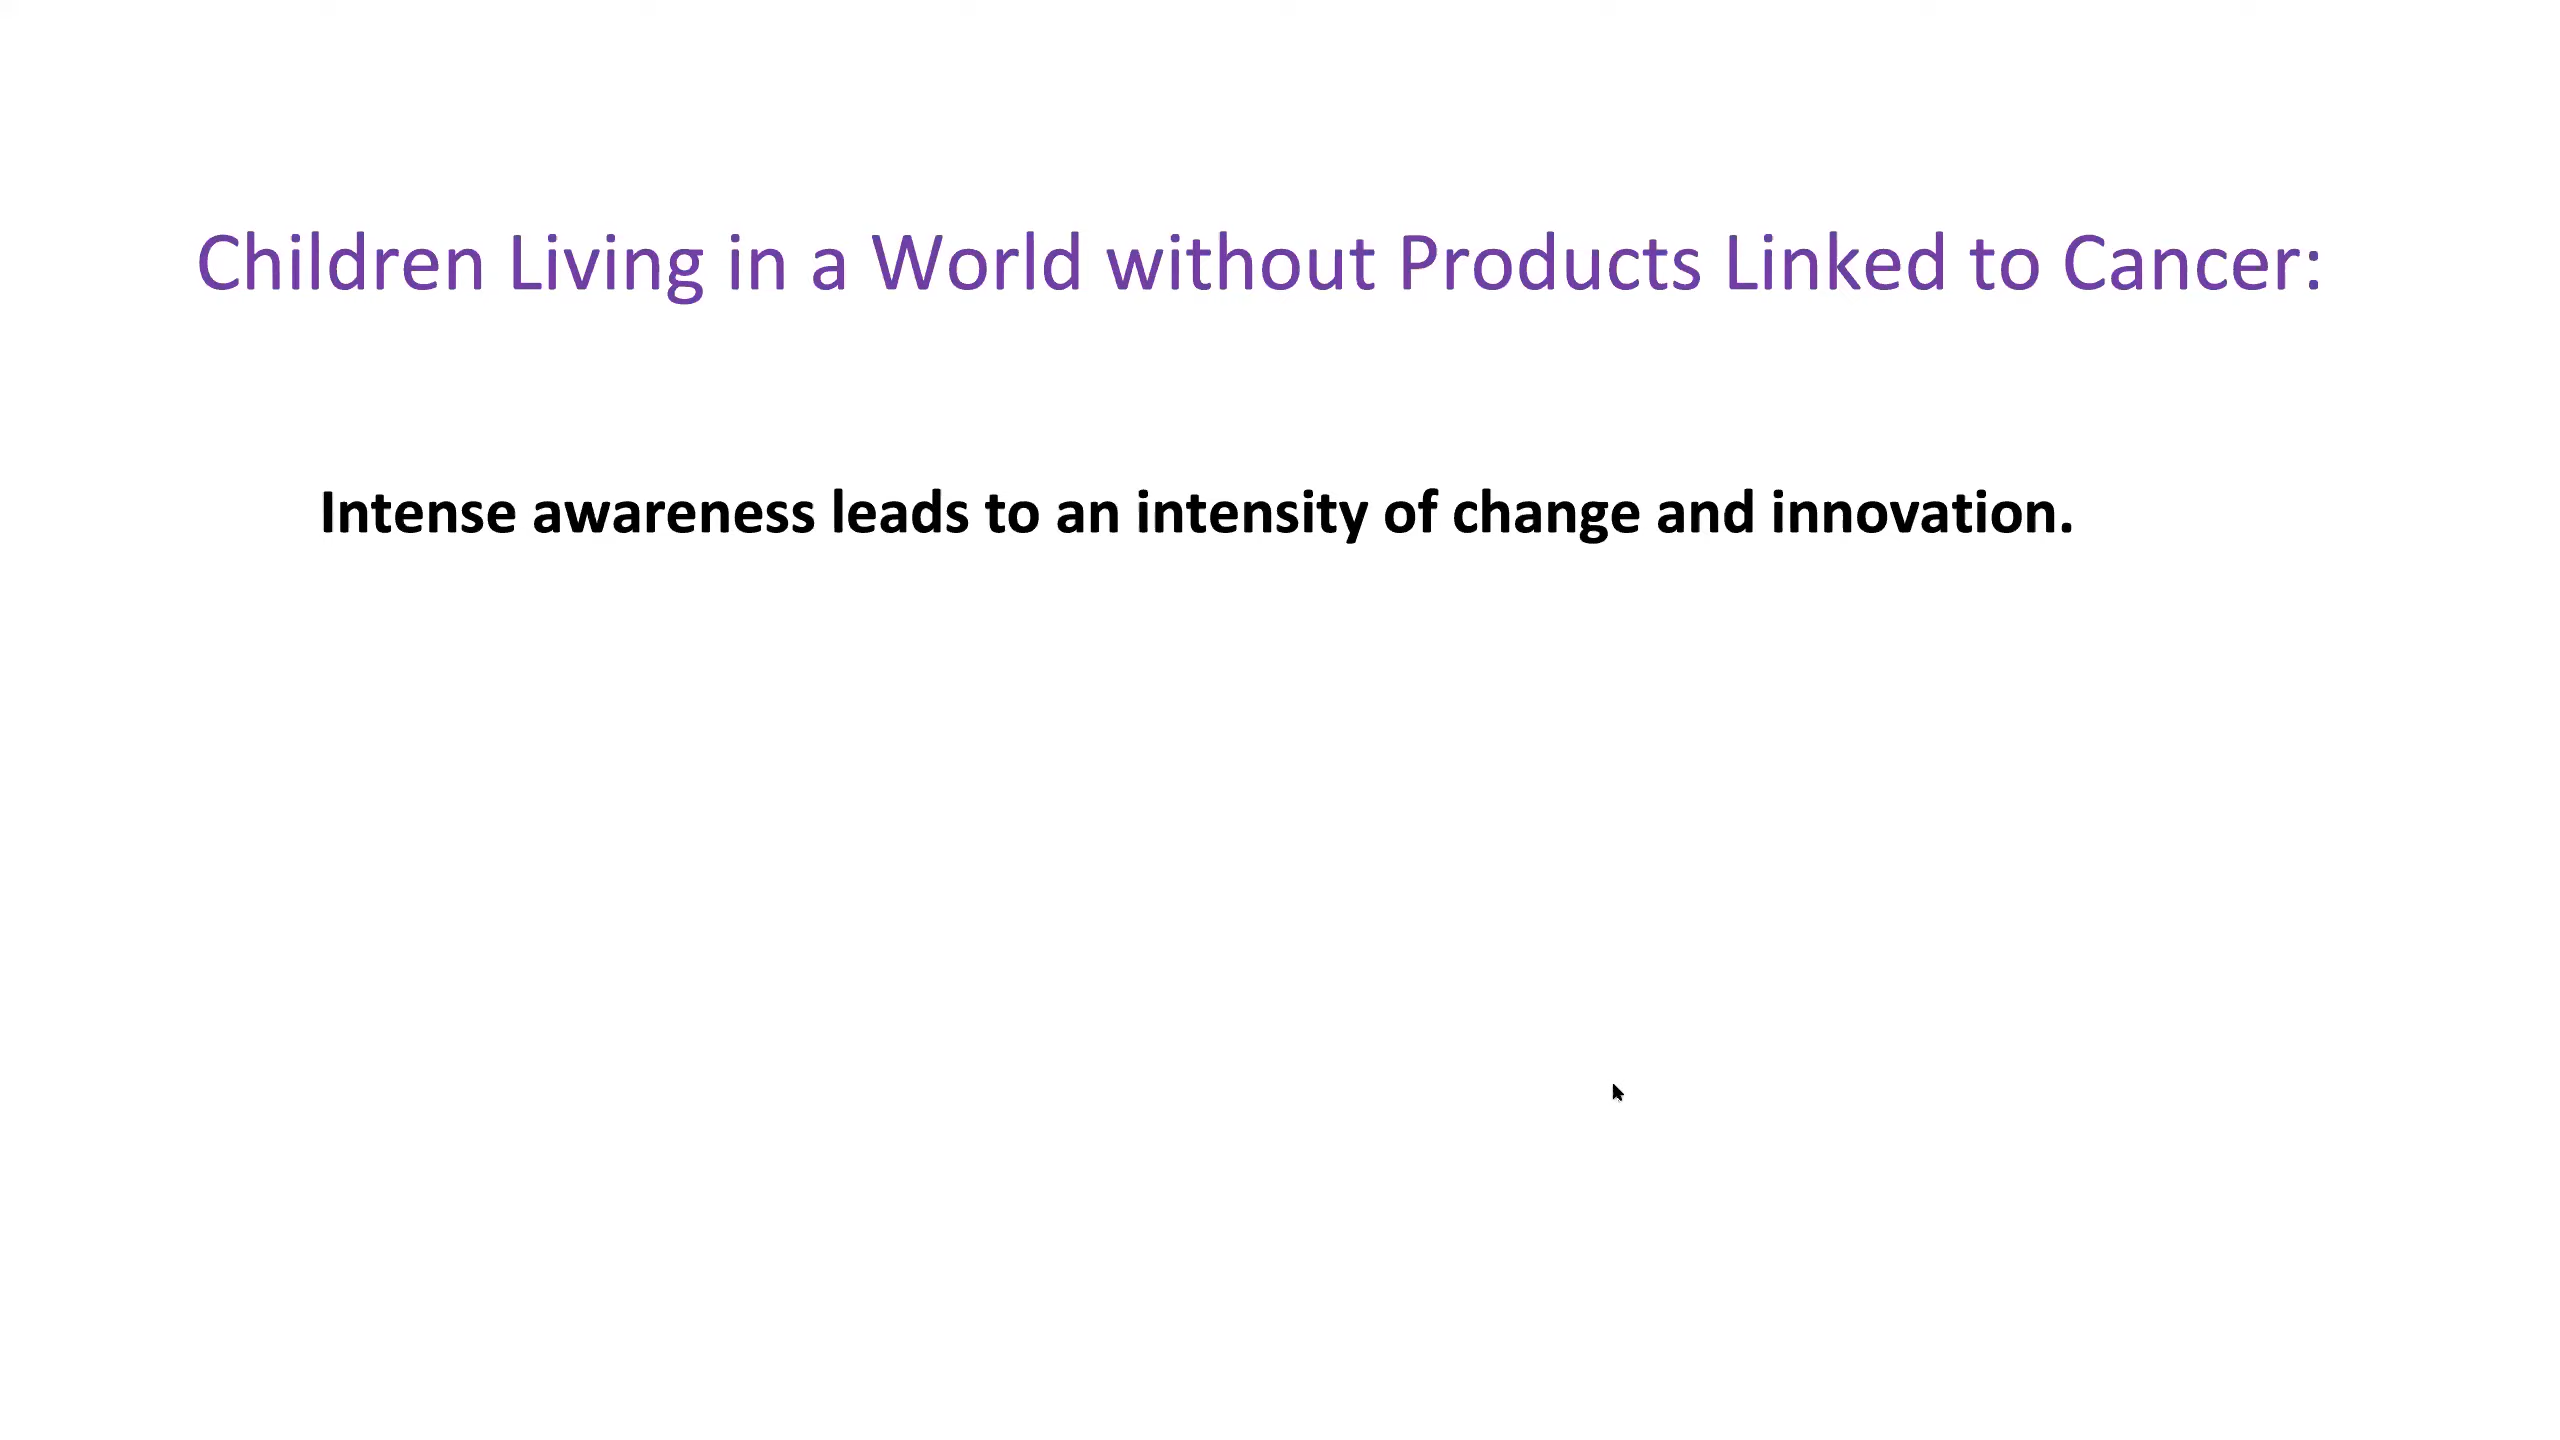 Children Living in a World without Products Linked to Cancer:
Intense awareness leads to an intensity of change and innovation.